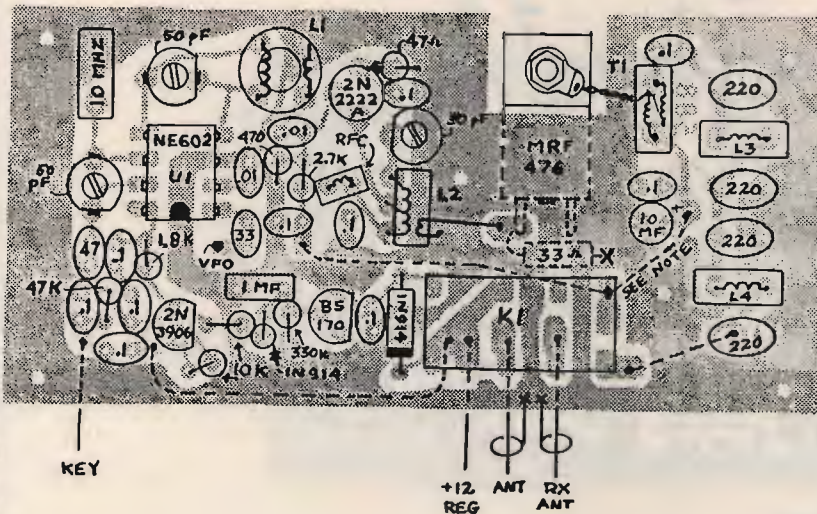 50 pF
L1
47Ω
10 MHZ
2N
2222
A
.1
T1
.1
220
30 pF
NE602
U1
470
.01
RFC
2.7K
MRF
476
L3
50
pF
.01
L2
.1
220
47
.1
1.8K
33
.1
.1
10
MF
VFO
33Ω
X
SEE NOTE
220
47K
1 MF
K1
L4
.1
.1
2N
3906
BS
170
.1
1N914
330K
.1
10K
1N914
220
KEY
+12
REG
ANT
RX
ANT